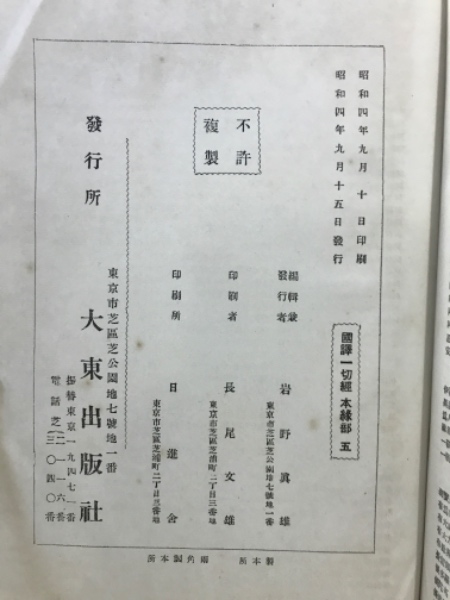 昭和四年九月十日印刷
昭和四年九月十五日發行
不許
複製
國譯一切經 本緣部 五
編輯兼
發行者
岩野眞雄
東京市芝區芝公園地七號地一番
印刷者
長尾文雄
東京市芝區芝浦町二丁目三番地
印刷所
日進舍
東京市芝區芝浦町二丁目三番地
發行所
東京市芝區芝公園地七號地一番
大東出版社
振替東京一九四七一番
電話芝
二一一六番
三〇四〇番
製本所